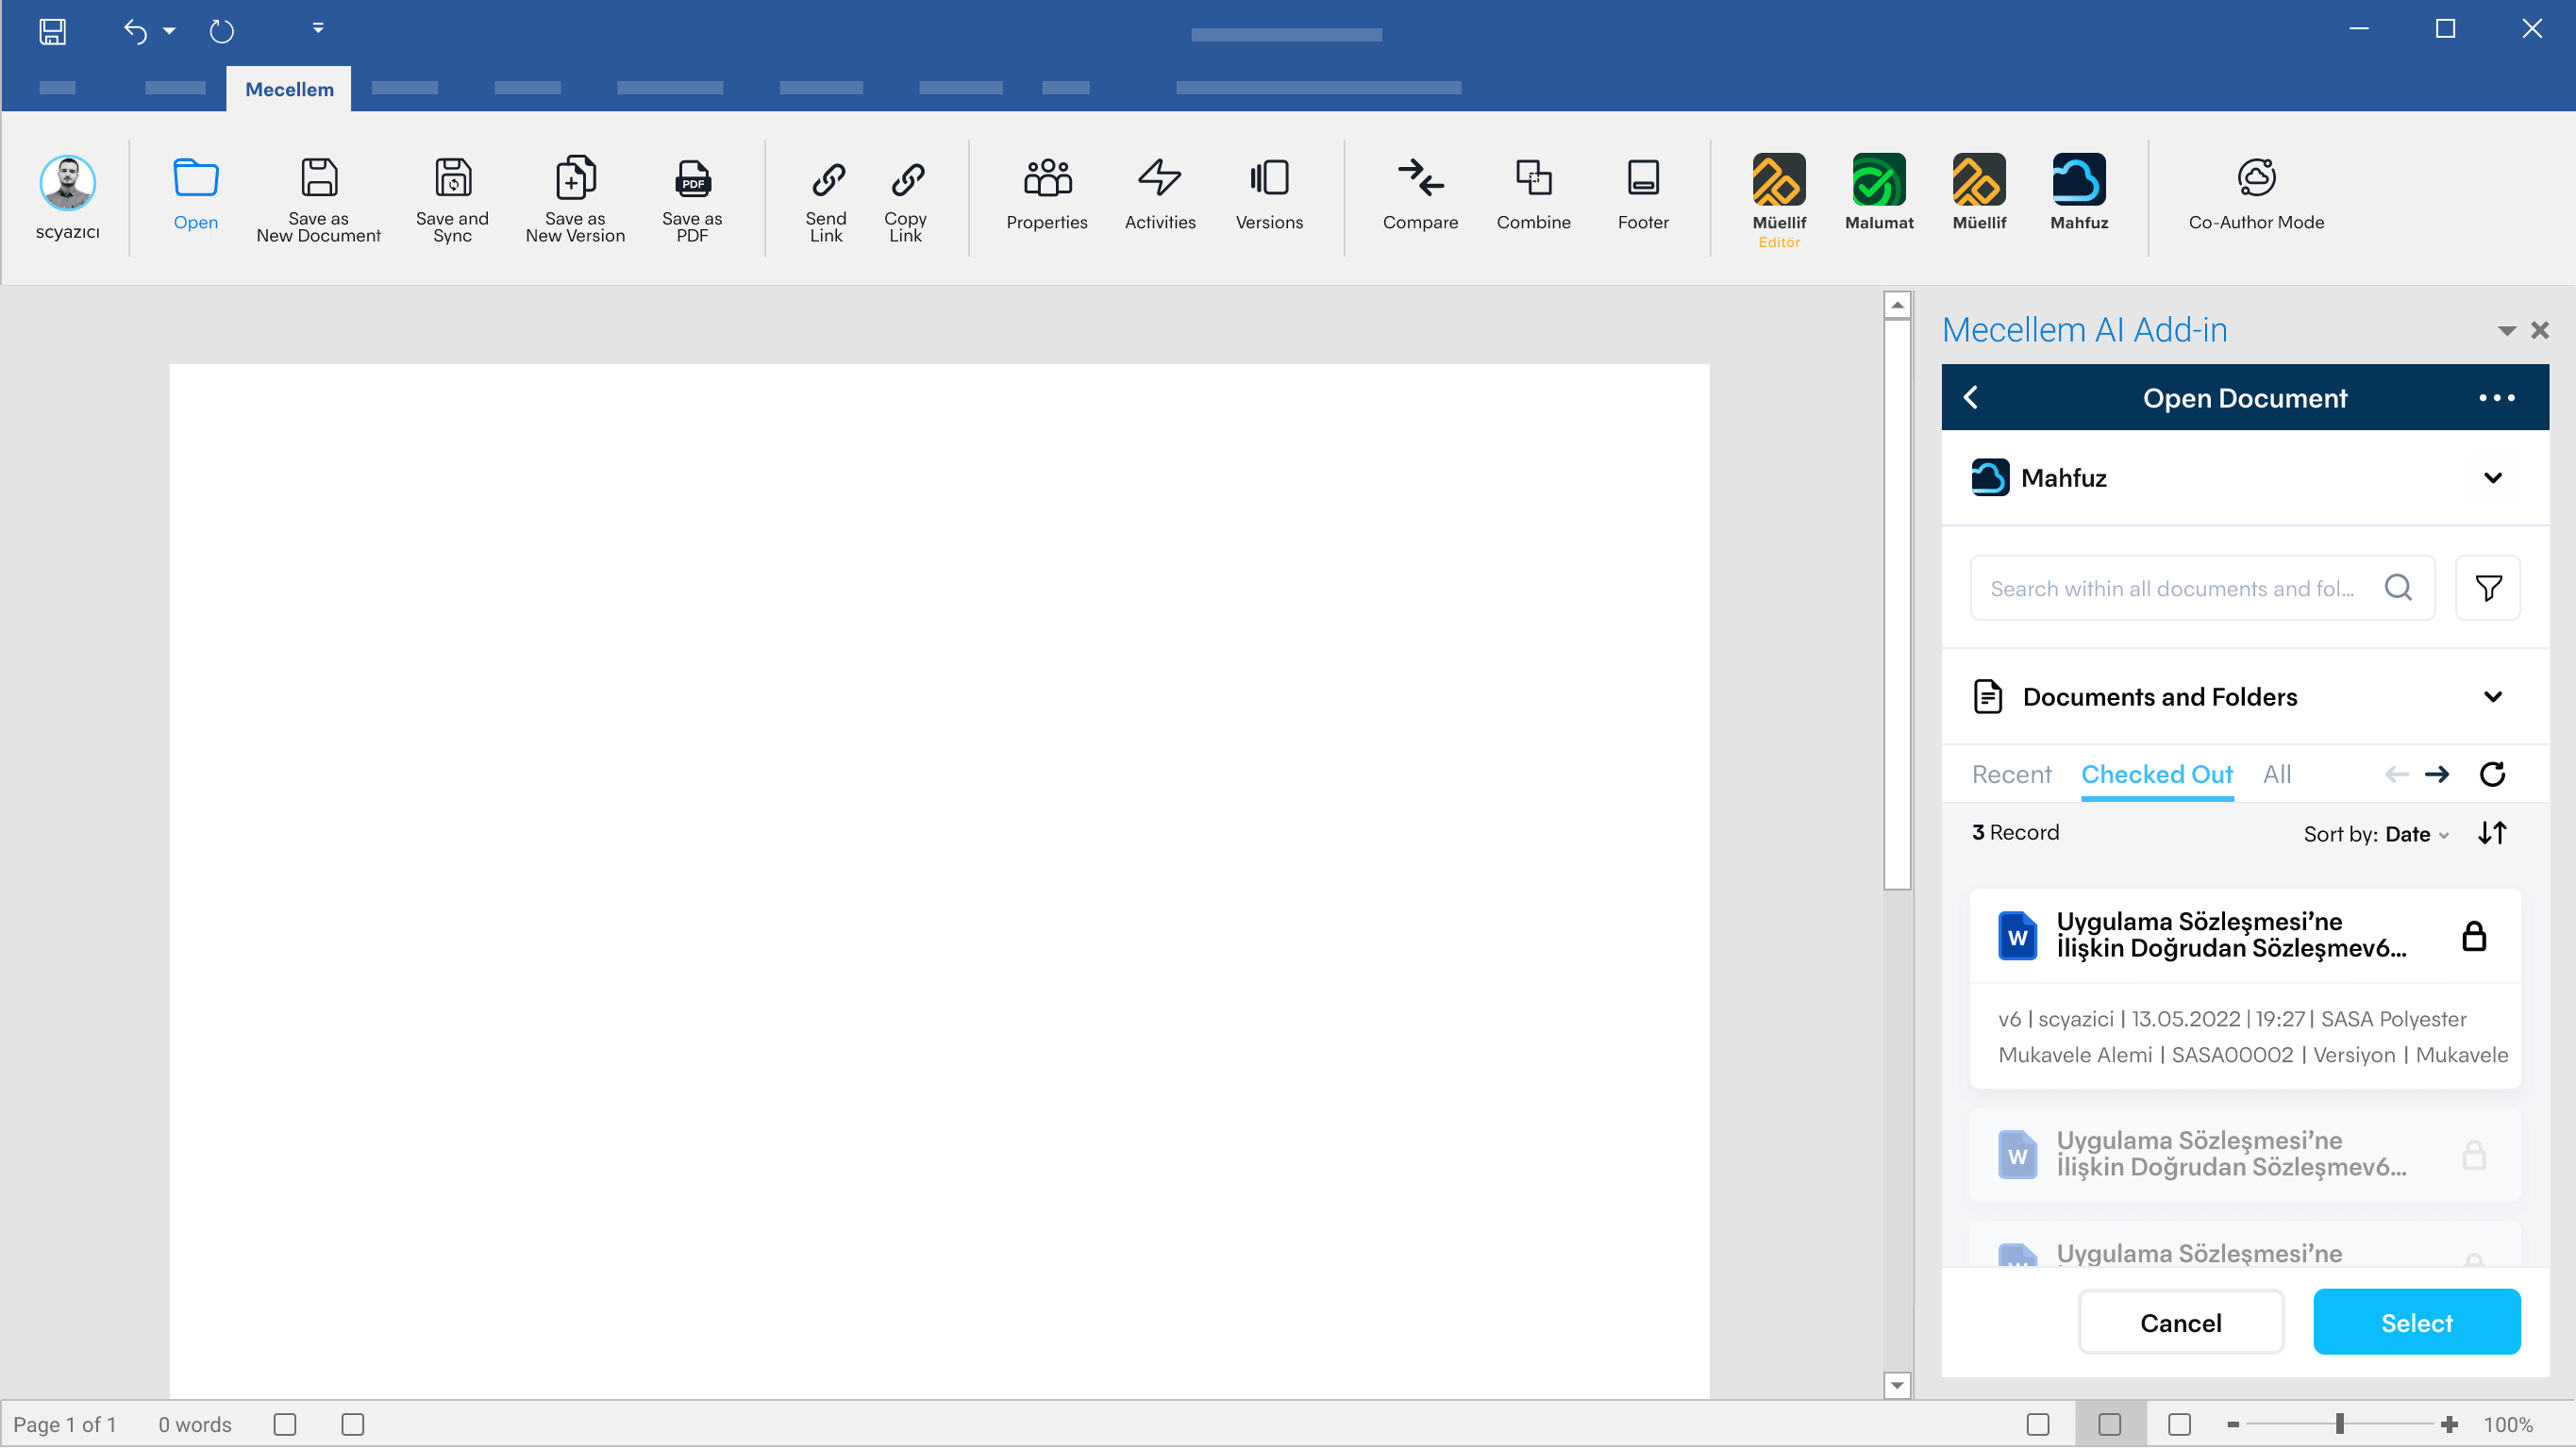 Mecellem
scyazıcı
Open
Save as
New Document
Save and
Sync
Save as
New Version
Save as
PDF
PDF
Send
Link
Copy
Link
Properties
Activities
Versions
Compare
Combine
Footer
Müellif
Editör
Malumat
Müellif
Mahfuz
Co-Author Mode
Mecellem AI Add-in
Open Document
Mahfuz
Search within all documents and fol...
Documents and Folders
Recent Checked Out All
3 Record
Sort by: Date
W
Uygulama Sözleşmesi’ne
İlişkin Doğrudan Sözleşmev6...
v6 | scyazici | 13.05.2022 | 19:27 | SASA Polyester
Mukavele Alemi | SASA00002 | Versiyon | Mukavele
W
Uygulama Sözleşmesi’ne
İlişkin Doğrudan Sözleşmev6...
W
Uygulama Sözleşmesi’ne
Cancel
Select
Page 1 of 1
0 words
100%